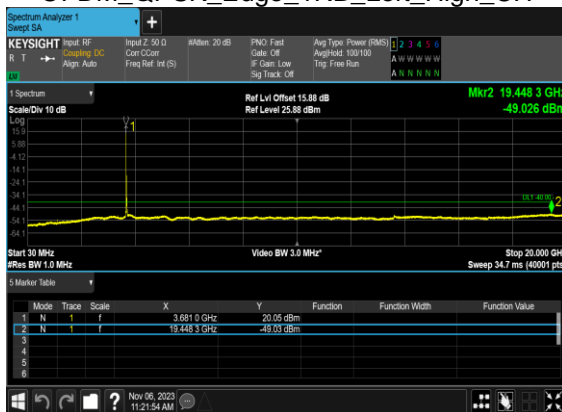 Spectrum Analyzer 1
Swept SA
+
KEYSIGHT Input: RF Input Z: 50 Ω #Atten: 20 dB PNO: Fast Avg Type: Power (RMS) 1 2 3 4 5 6
R T Coupling: DC Corr CCorr Gate: Off Avg|Hold: 100/100 A W W W W W
Align: Auto Freq Ref: Int (S) IF Gain: Low Trig: Free Run
LU Sig Track: Off A N N N N N
1 Spectrum Ref Lvl Offset 15.88 dB Mkr2 19.448 3 GHz
Scale/Div 10 dB Ref Level 25.88 dBm -49.026 dBm
Log
15.9
5.88
-4.12
-14.1
-24.1
-34.1
-44.1
-54.1
-64.1
1
2
Start 30 MHz Video BW 3.0 MHz* Stop 20.000 GHz
#Res BW 1.0 MHz Sweep 34.7 ms (40001 pts)
5 Marker Table
Mode Trace Scale X Y Function Function Width Function Value
1 N 1 f 3.681 0 GHz 20.05 dBm
2 N 1 f 19.448 3 GHz -49.03 dBm
3
4
5
6
? Nov 06, 2023
11:21:54 AM